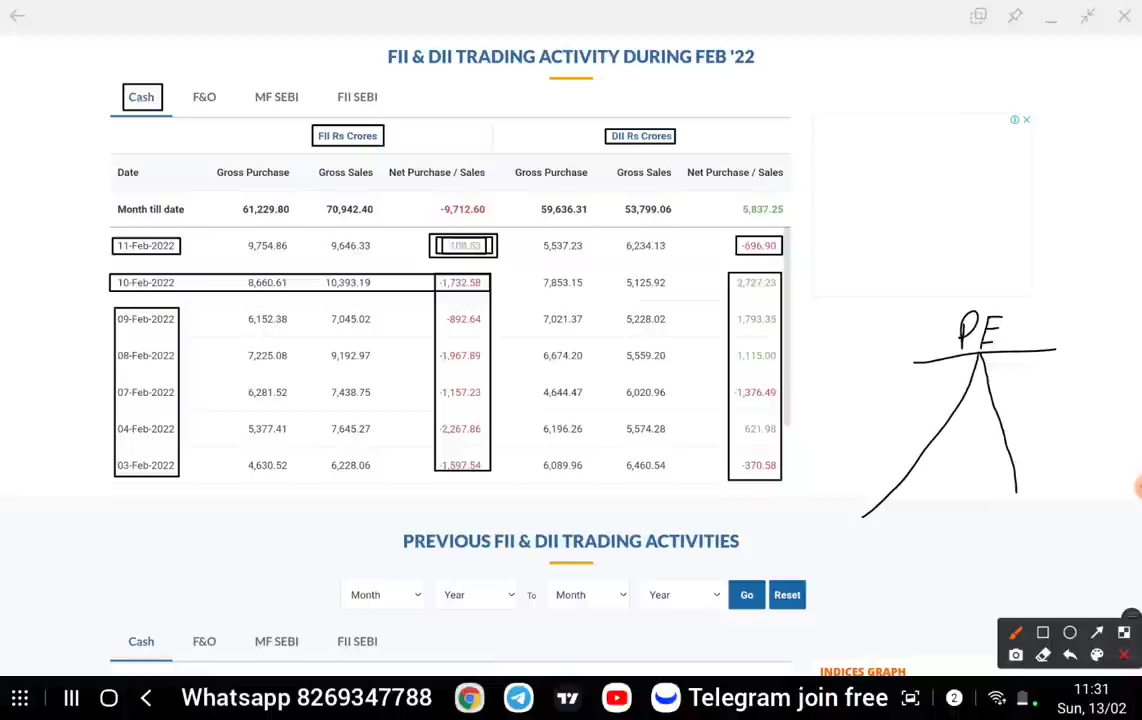 FII & DII TRADING ACTIVITY DURING FEB '22
Cash F&O MF SEBI FII SEBI
FII Rs Crores DII Rs Crores
Date Gross Purchase Gross Sales Net Purchase / Sales Gross Purchase Gross Sales Net Purchase / Sales
Month till date 61,229.80 70,942.40 -9,712.60 59,636.31 53,799.06 5,837.25
11-Feb-2022 9,754.86 9,646.33 108.53 5,537.23 6,234.13 -696.90
10-Feb-2022 8,660.61 10,393.19 -1,732.58 7,853.15 5,125.92 2,727.23
09-Feb-2022 6,152.38 7,045.02 -892.64 7,021.37 5,228.02 1,793.35
08-Feb-2022 7,225.08 9,192.97 -1,967.89 6,674.20 5,559.20 1,115.00
07-Feb-2022 6,281.52 7,438.75 -1,157.23 4,644.47 6,020.96 -1,376.49
04-Feb-2022 5,377.41 7,645.27 -2,267.86 6,196.26 5,574.28 621.98
03-Feb-2022 4,630.52 6,228.06 -1,597.54 6,089.96 6,460.54 -370.58
PE
PREVIOUS FII & DII TRADING ACTIVITIES
Month Year To Month Year Go Reset
Cash F&O MF SEBI FII SEBI
INDICES GRAPH
Whatsapp 8269347788 Telegram join free 2 11:31
Sun, 13/02